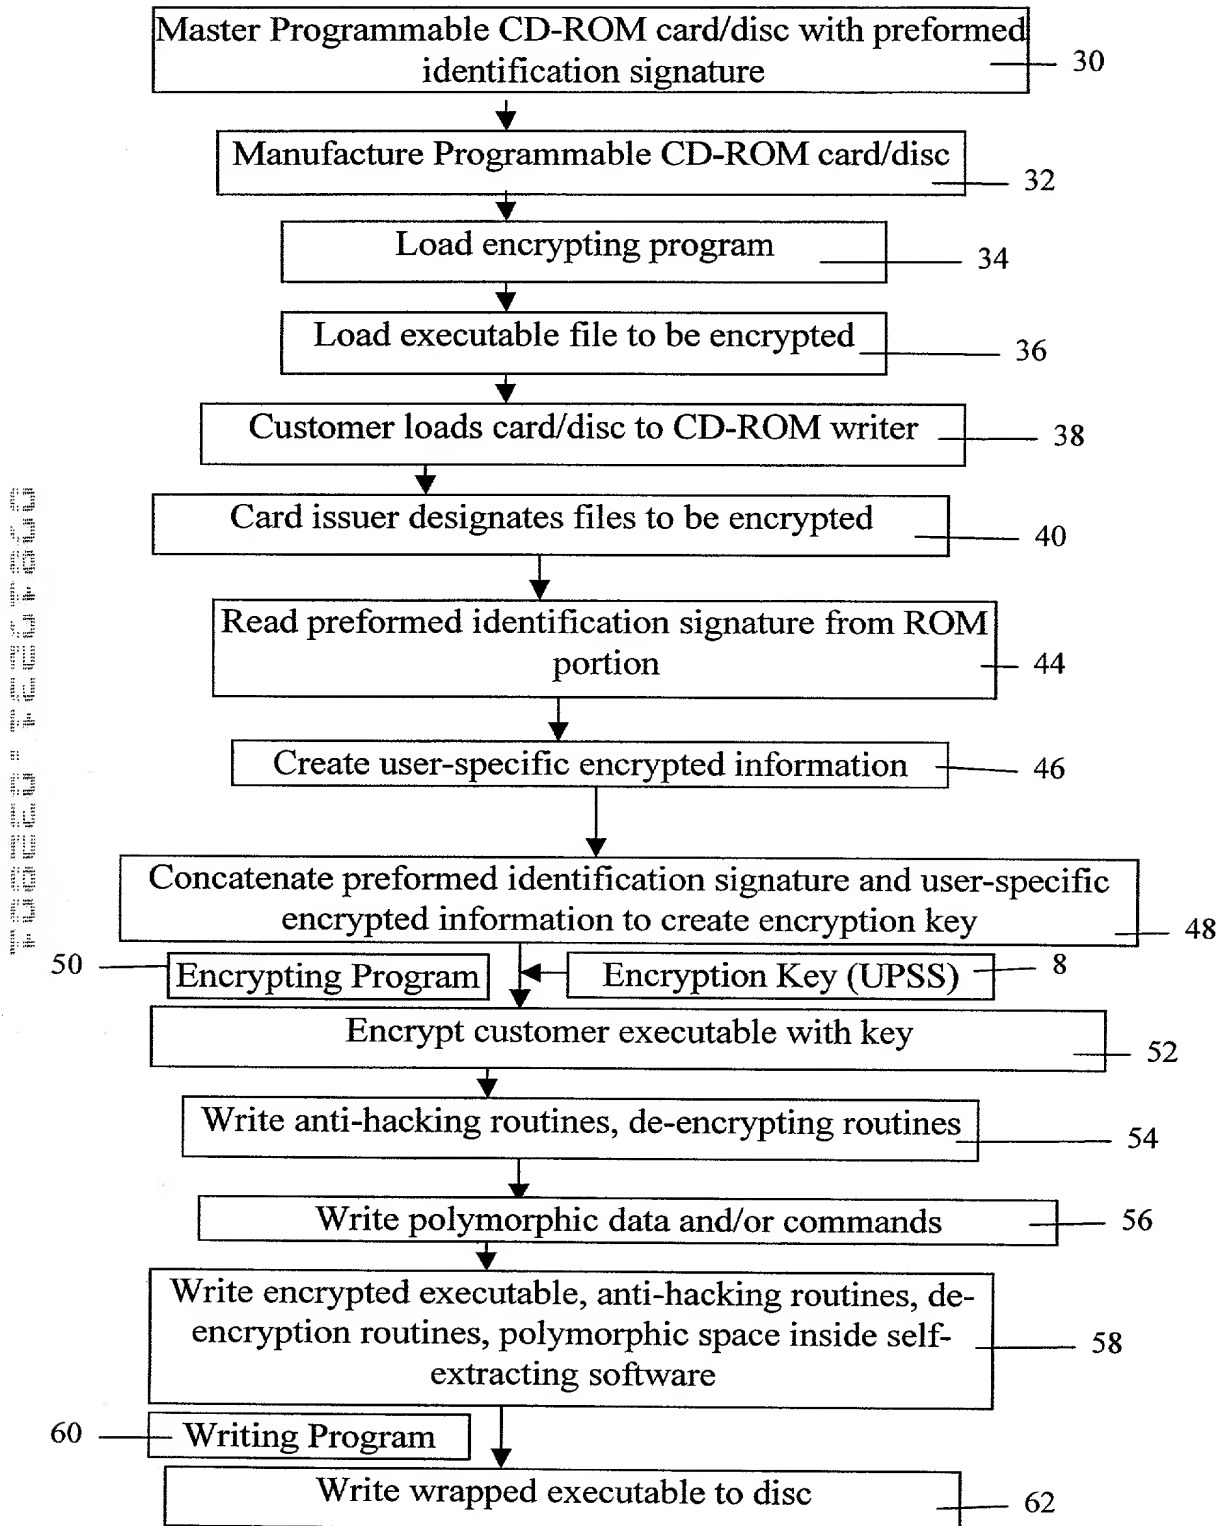 Master Programmable CD-ROM card/disc with preformed
identification signature
30
Manufacture Programmable CD-ROM card/disc
32
Load encrypting program
34
Load executable file to be encrypted
36
Customer loads card/disc to CD-ROM writer
38
Card issuer designates files to be encrypted
40
Read preformed identification signature from ROM
portion
44
Create user-specific encrypted information
46
Concatenate preformed identification signature and user-specific
encrypted information to create encryption key
48
50
Encrypting Program
Encryption Key (UPSS)
8
Encrypt customer executable with key
52
Write anti-hacking routines, de-encrypting routines
54
Write polymorphic data and/or commands
56
Write encrypted executable, anti-hacking routines, de-
encryption routines, polymorphic space inside self-
extracting software
58
60
Writing Program
Write wrapped executable to disc
62